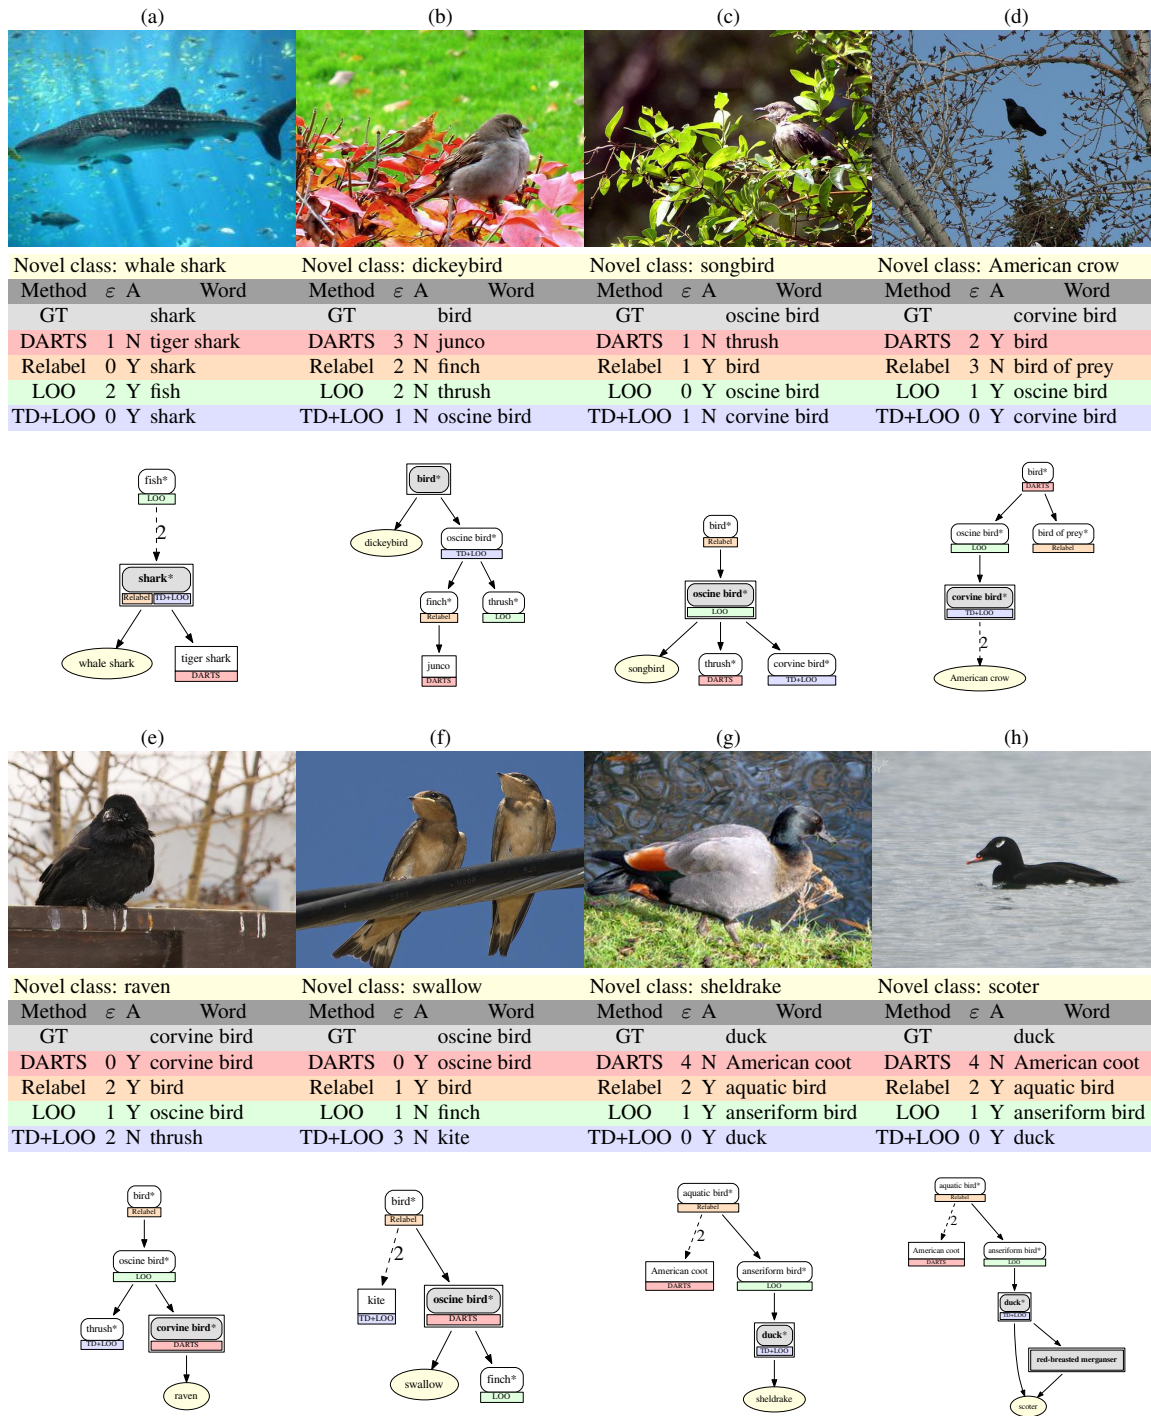 (a) (b) (c) (d)
Novel class: whale shark
Method ε A Word
GT shark
DARTS 1 N tiger shark
Relabel 0 Y shark
LOO 2 Y fish
TD+LOO 0 Y shark
Novel class: dickeybird
Method ε A Word
GT bird
DARTS 3 N junco
Relabel 2 N finch
LOO 2 N thrush
TD+LOO 1 N oscine bird
Novel class: songbird
Method ε A Word
GT oscine bird
DARTS 1 N thrush
Relabel 1 Y bird
LOO 0 Y oscine bird
TD+LOO 1 N corvine bird
Novel class: American crow
Method ε A Word
GT corvine bird
DARTS 2 Y bird
Relabel 3 N bird of prey
LOO 1 Y oscine bird
TD+LOO 0 Y corvine bird
fish*
LOO
2
shark*
Relabel TD+LOO
whale shark
tiger shark
DARTS
bird*
dickeybird
oscine bird*
TD+LOO
finch*
Relabel
thrush*
LOO
junco
DARTS
bird*
Relabel
oscine bird*
LOO
songbird
thrush*
DARTS
corvine bird*
TD+LOO
bird*
DARTS
oscine bird*
LOO
bird of prey*
Relabel
corvine bird*
TD+LOO
2
American crow
(e) (f) (g) (h)
Novel class: raven
Method ε A Word
GT corvine bird
DARTS 0 Y corvine bird
Relabel 2 Y bird
LOO 1 Y oscine bird
TD+LOO 2 N thrush
Novel class: swallow
Method ε A Word
GT oscine bird
DARTS 0 Y oscine bird
Relabel 1 Y bird
LOO 1 N finch
TD+LOO 3 N kite
Novel class: sheldrake
Method ε A Word
GT duck
DARTS 4 N American coot
Relabel 2 Y aquatic bird
LOO 1 Y anseriform bird
TD+LOO 0 Y duck
Novel class: scoter
Method ε A Word
GT duck
DARTS 4 N American coot
Relabel 2 Y aquatic bird
LOO 1 Y anseriform bird
TD+LOO 0 Y duck
bird*
Relabel
oscine bird*
LOO
thrush*
TD+LOO
corvine bird*
DARTS
raven
bird*
Relabel
2
kite
TD+LOO
oscine bird*
DARTS
swallow
finch*
LOO
aquatic bird*
Relabel
2
American coot
DARTS
anseriform bird*
LOO
duck*
TD+LOO
sheldrake
aquatic bird*
Relabel
2
American coot
DARTS
anseriform bird*
LOO
duck*
TD+LOO
red-breasted merganser
scoter